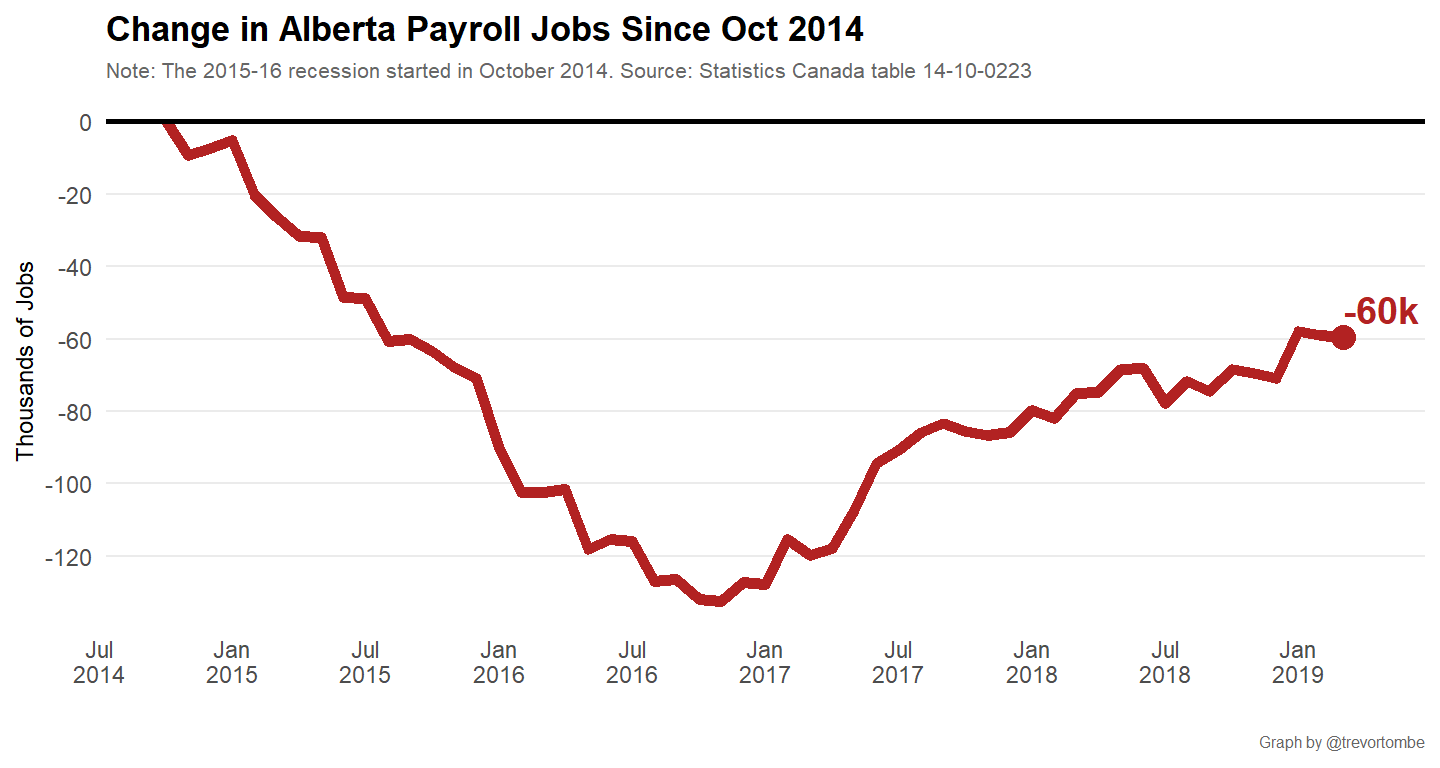 Change in Alberta Payroll Jobs Since Oct 2014
Note: The 2015-16 recession started in October 2014. Source: Statistics Canada table 14-10-0223
Thousands of Jobs
0
-20
-40
-60
-80
-100
-120
-60k
Jul
2014
Jan
2015
Jul
2015
Jan
2016
Jul
2016
Jan
2017
Jul
2017
Jan
2018
Jul
2018
Jan
2019
Graph by @trevortombe